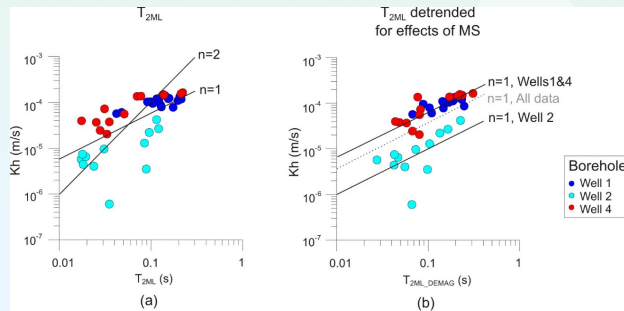 T2ML
T2ML detrended
for effects of MS
10-3
10-4
10-5
10-6
10-7
Kh (m/s)
n=2
n=1
0.01
0.1
1
T2ML (s)
(a)
10-3
10-4
10-5
10-6
10-7
Kh (m/s)
n=1, Wells1&4
n=1, All data
n=1, Well 2
0.01
0.1
1
T2ML_DEMAG (s)
(b)
Borehole
Well 1
Well 2
Well 4